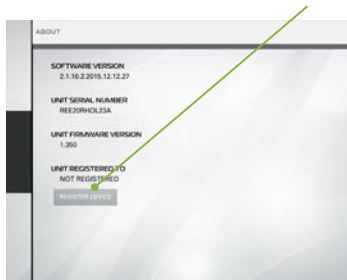 ABOUT
SOFTWARE VERSION
2.1.10.2.2015.12.12.27
UNIT SERIAL NUMBER
REE20RHOL23A
UNIT FIRMWARE VERSION
1.350
UNIT REGISTERED TO
NOT REGISTERED
REGISTER DEVICE